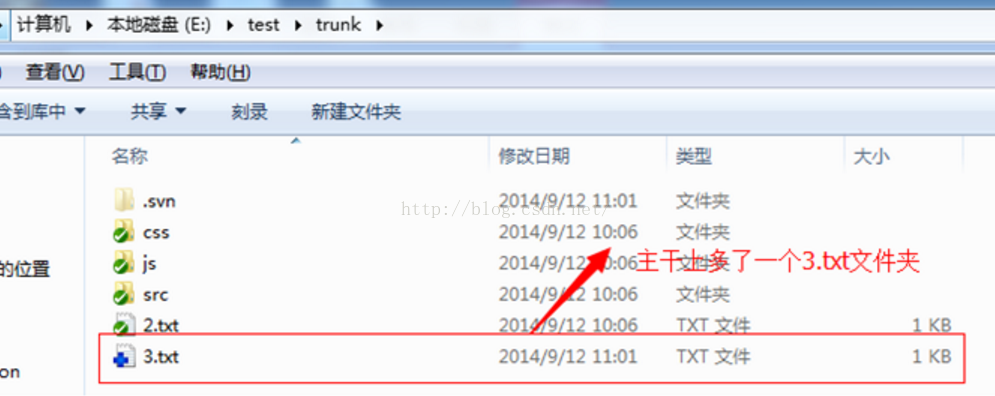 计算机 本地磁盘 (E:) test trunk
) 查看(V) 工具(T) 帮助(H)
含到库中 共享 刻录 新建文件夹
名称 修改日期 类型 大小
.svn 2014/9/12 11:01 文件夹
http://blog.csdn.net/
css 2014/9/12 10:06 文件夹
的位置
js 2014/9/12 10:06 文件夹
主干上多了一个3.txt文件夹
src 2014/9/12 10:06 文件夹
2.txt 2014/9/12 10:06 TXT 文件 1 KB
3.txt 2014/9/12 11:01 TXT 文件 1 KB
on